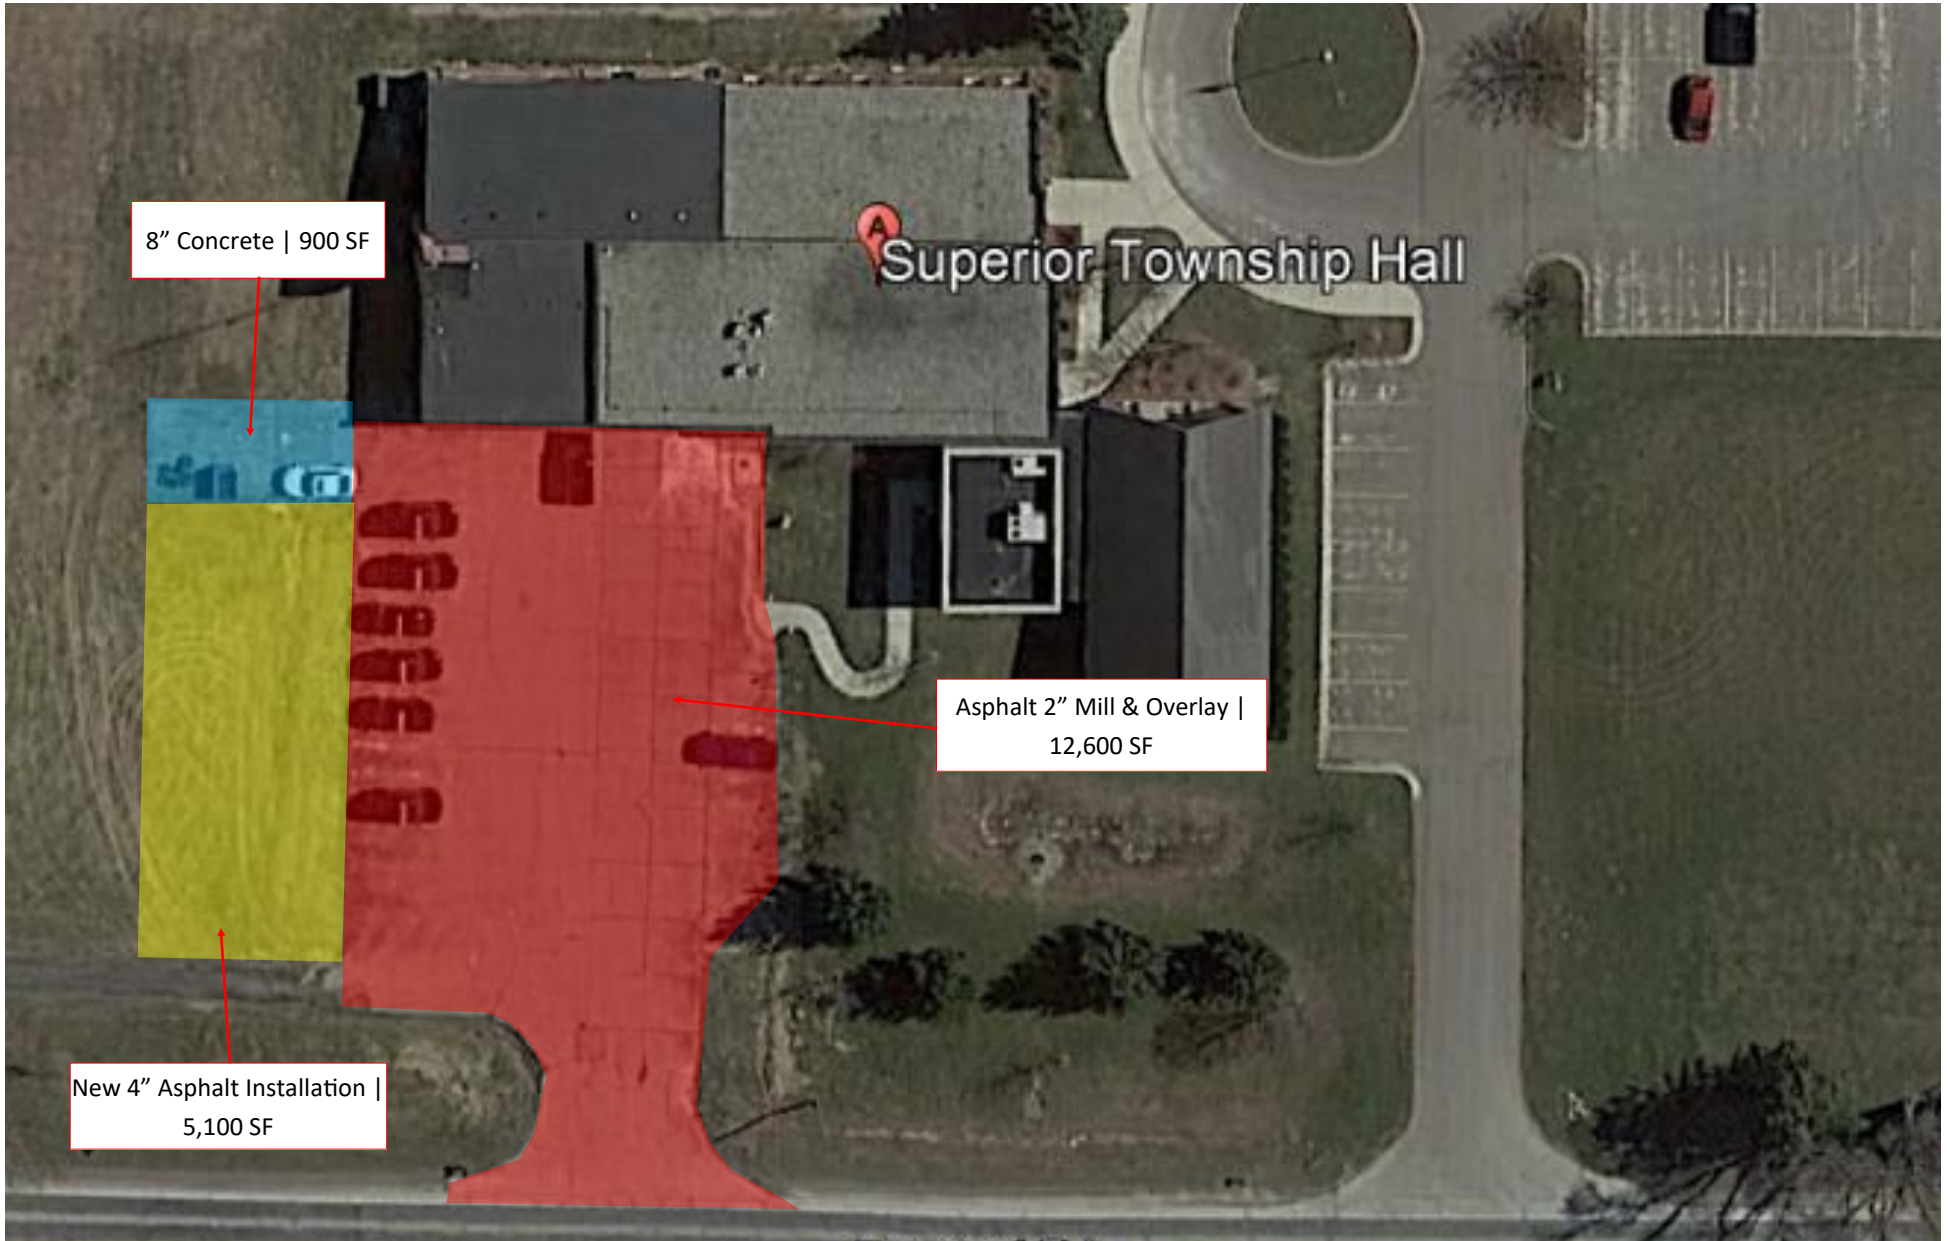 8” Concrete | 900 SF
A
Superior Township Hall
Asphalt 2” Mill & Overlay |
12,600 SF
New 4” Asphalt Installation |
5,100 SF